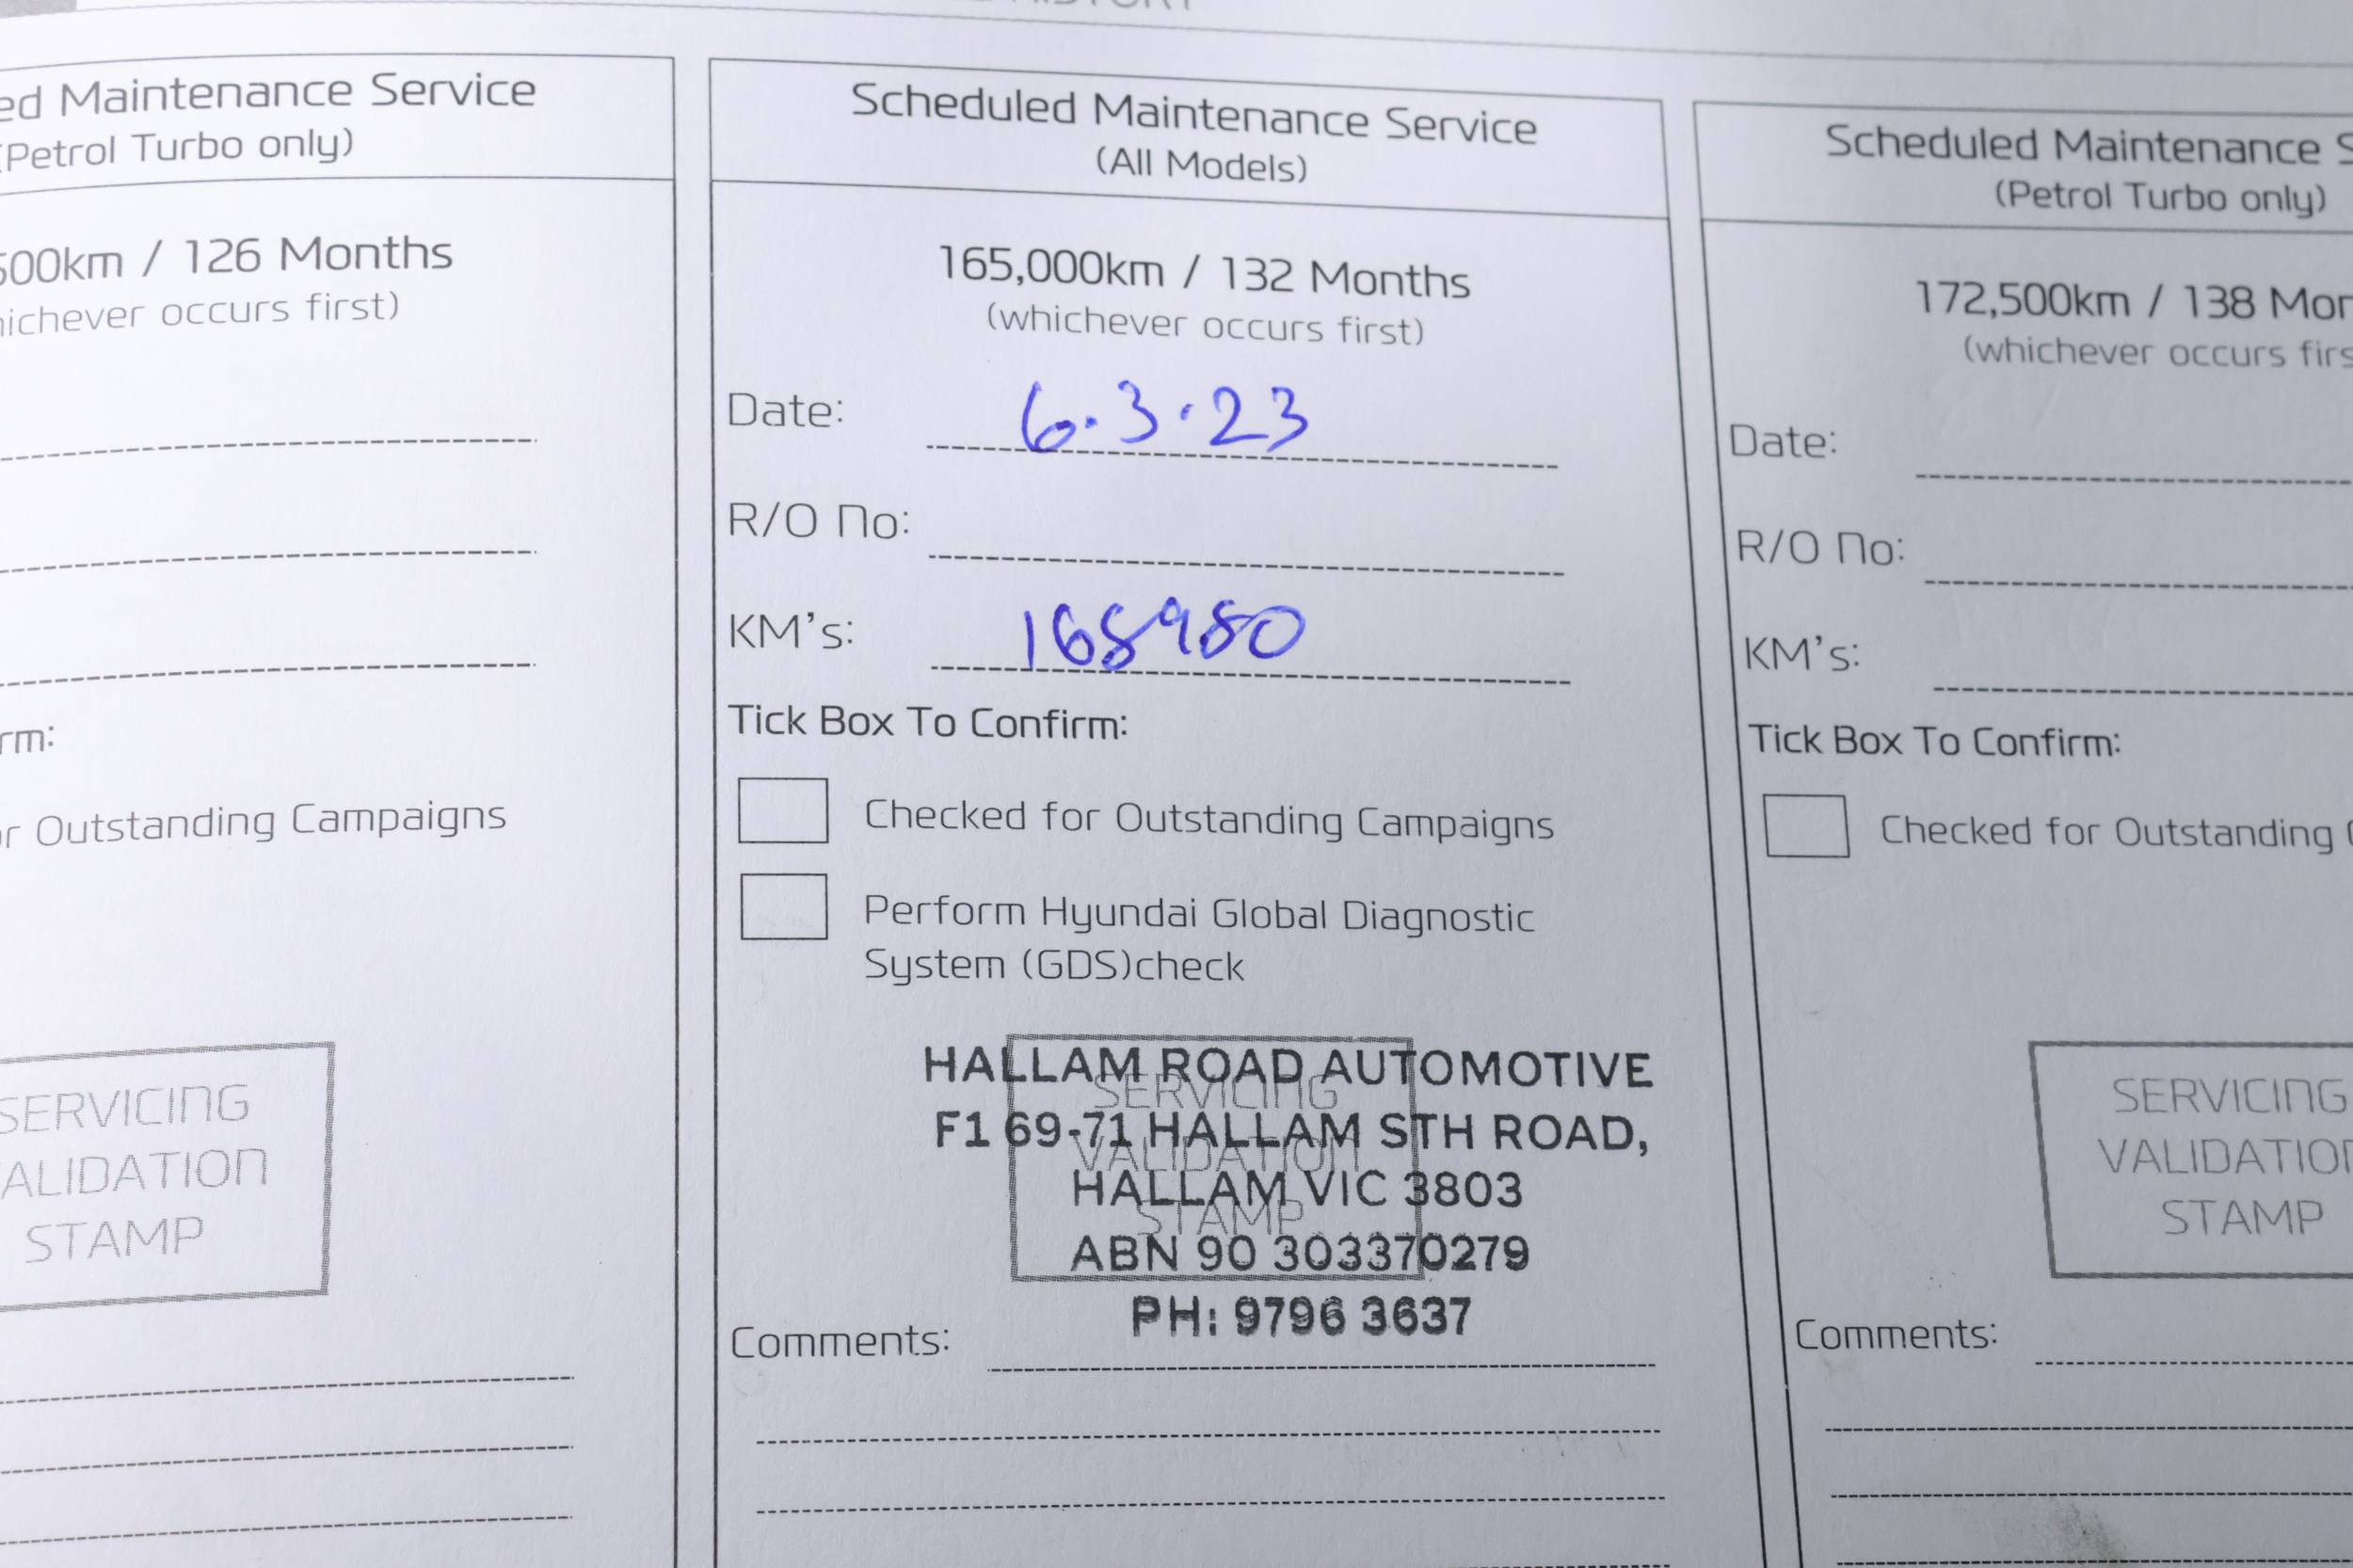 ed Maintenance Service
(Petrol Turbo only)
500km / 126 Months
hichever occurs first)
rm:
or Outstanding Campaigns
SERVICING
VALIDATION
STAMP
Scheduled Maintenance Service
(All Models)
165,000km / 132 Months
(whichever occurs first)
Date: 6.3.23
R/O No:
KM's: 168980
Tick Box To Confirm:
Checked for Outstanding Campaigns
Perform Hyundai Global Diagnostic
System (GDS)check
SERVICING
VALIDATION
STAMP
HALLAM ROAD AUTOMOTIVE
F1 69-71 HALLAM STH ROAD,
HALLAM VIC 3803
ABN 90 303370279
PH: 9796 3637
Comments:
Scheduled Maintenance S
(Petrol Turbo only)
172,500km / 138 Mon
(whichever occurs firs
Date:
R/O No:
KM's:
Tick Box To Confirm:
Checked for Outstanding
SERVICING
VALIDATION
STAMP
Comments: